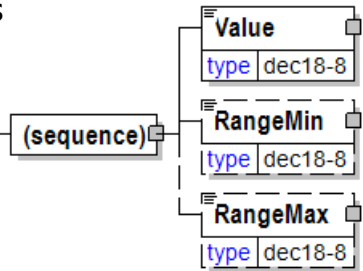 s
Value
type dec18-8
(sequence)
RangeMin
type dec18-8
RangeMax
type dec18-8